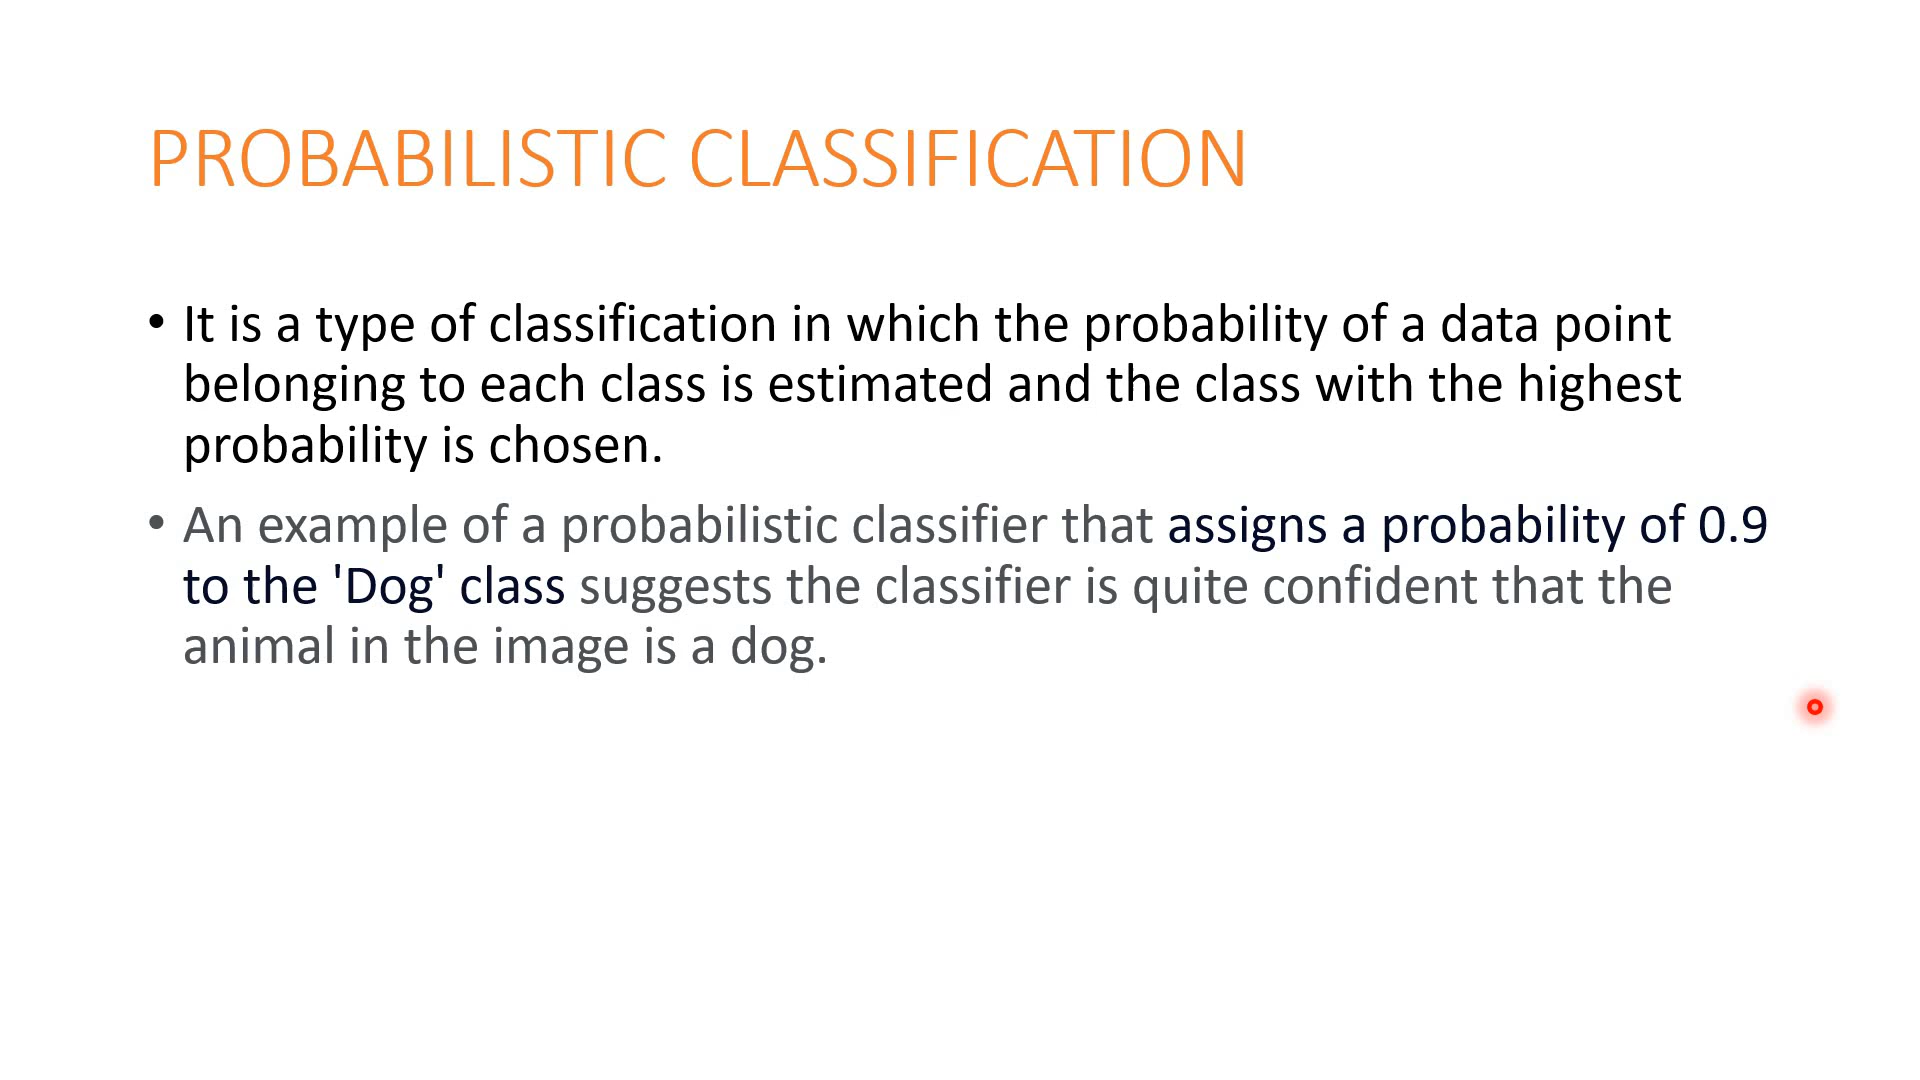 PROBABILISTIC CLASSIFICATION
• It is a type of classification in which the probability of a data point
belonging to each class is estimated and the class with the highest
probability is chosen.
• An example of a probabilistic classifier that assigns a probability of 0.9
to the 'Dog' class suggests the classifier is quite confident that the
animal in the image is a dog.